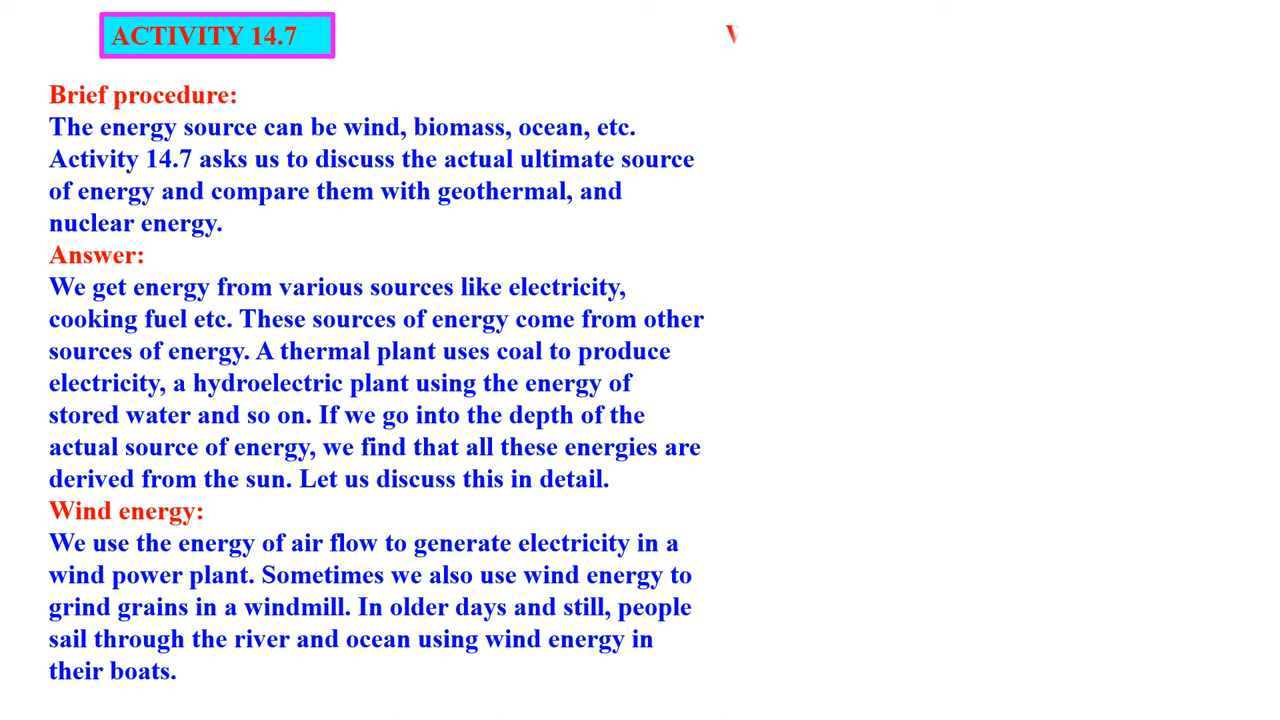 ACTIVITY 14.7
Brief procedure:
The energy source can be wind, biomass, ocean, etc.
Activity 14.7 asks us to discuss the actual ultimate source
of energy and compare them with geothermal, and
nuclear energy.
Answer:
We get energy from various sources like electricity,
cooking fuel etc. These sources of energy come from other
sources of energy. A thermal plant uses coal to produce
electricity, a hydroelectric plant using the energy of
stored water and so on. If we go into the depth of the
actual source of energy, we find that all these energies are
derived from the sun. Let us discuss this in detail.
Wind energy:
We use the energy of air flow to generate electricity in a
wind power plant. Sometimes we also use wind energy to
grind grains in a windmill. In older days and still, people
sail through the river and ocean using wind energy in
their boats.